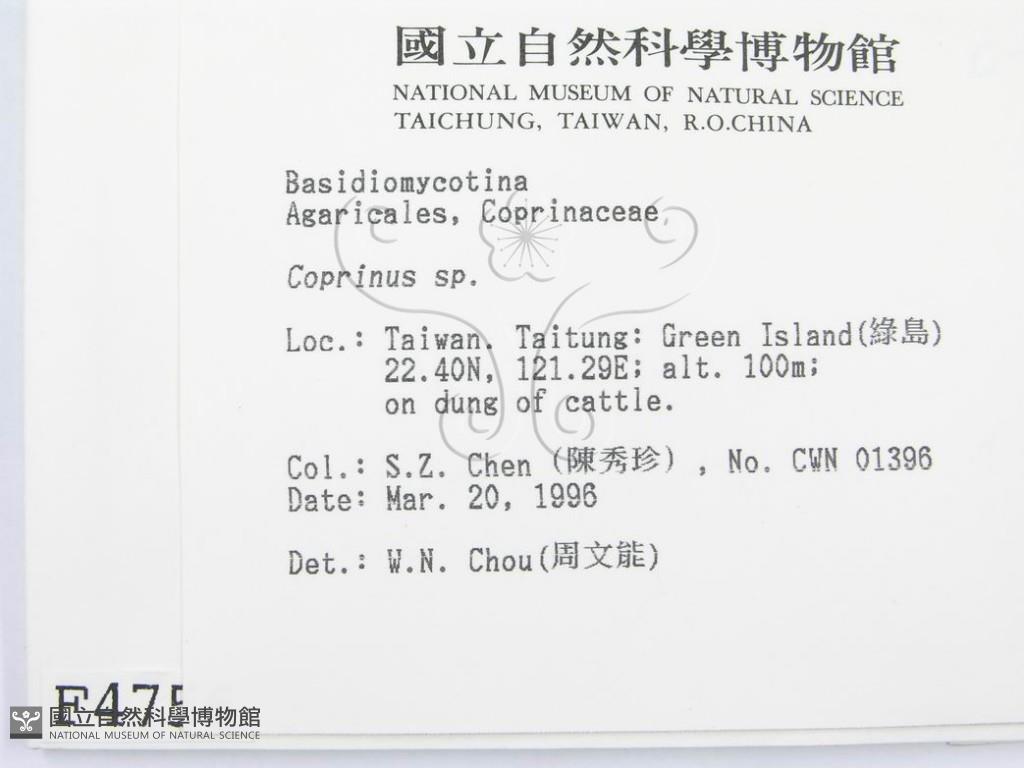 國立自然科學博物館
NATIONAL MUSEUM OF NATURAL SCIENCE
TAICHUNG, TAIWAN, R.O.CHINA
Basidiomycotina
Agaricales, Coprinaceae
Coprinus sp.
Loc.: Taiwan. Taitung: Green Island(綠島)
22.40N, 121.29E; alt. 100m;
on dung of cattle.
Col.: S.Z. Chen (陳秀珍) , No. CWN 01396
Date: Mar. 20, 1996
Det.: W.N. Chou(周文能)
國立自然科學博物館
NATIONAL MUSEUM OF NATURAL SCIENCE